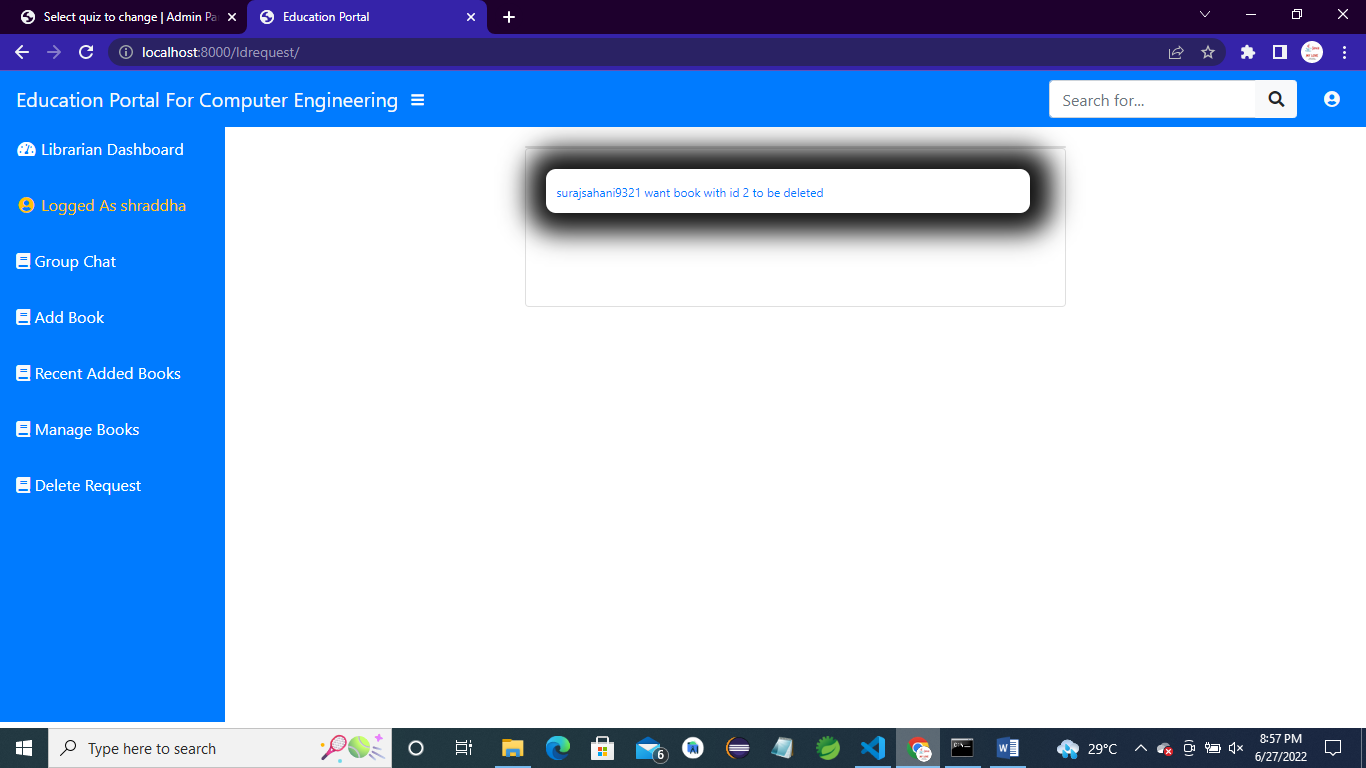 Select quiz to change | Admin Pa
Education Portal
localhost:8000/ldrequest/
Education Portal For Computer Engineering
Search for...
Librarian Dashboard
Logged As shraddha
Group Chat
Add Book
Recent Added Books
Manage Books
Delete Request
surajsahani9321 want book with id 2 to be deleted
Type here to search
6
29°C
8:57 PM
6/27/2022